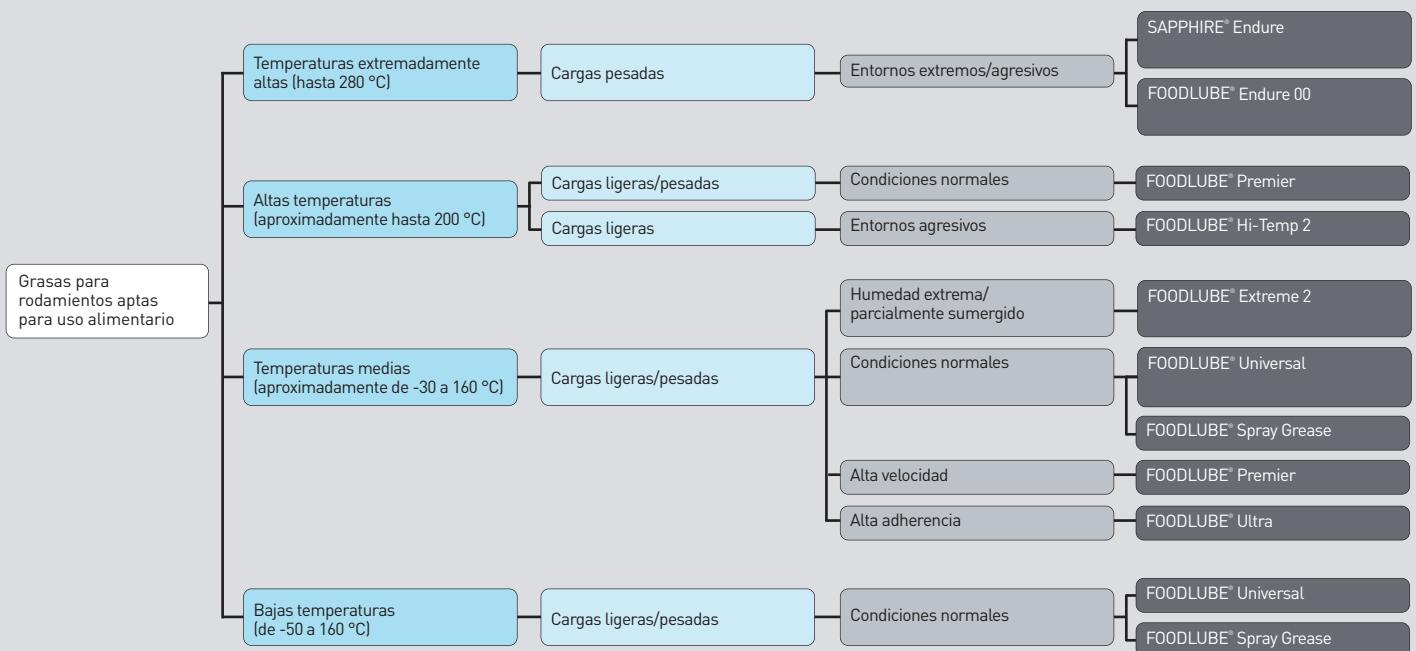 Grasas para
rodamientos aptas
para uso alimentario
Temperaturas extremadamente
altas (hasta 280 °C)
Cargas pesadas
Entornos extremos/agresivos
SAPPHIRE® Endure
FOODLUBE® Endure 00
Altas temperaturas
(aproximadamente hasta 200 °C)
Cargas ligeras/pesadas
Condiciones normales
FOODLUBE® Premier
Cargas ligeras
Entornos agresivos
FOODLUBE® Hi-Temp 2
Temperaturas medias
(aproximadamente de -30 a 160 °C)
Cargas ligeras/pesadas
Humedad extrema/
parcialmente sumergido
FOODLUBE® Extreme 2
Condiciones normales
FOODLUBE® Universal
FOODLUBE® Spray Grease
Alta velocidad
FOODLUBE® Premier
Alta adherencia
FOODLUBE® Ultra
Bajas temperaturas
(de -50 a 160 °C)
Cargas ligeras/pesadas
Condiciones normales
FOODLUBE® Universal
FOODLUBE® Spray Grease